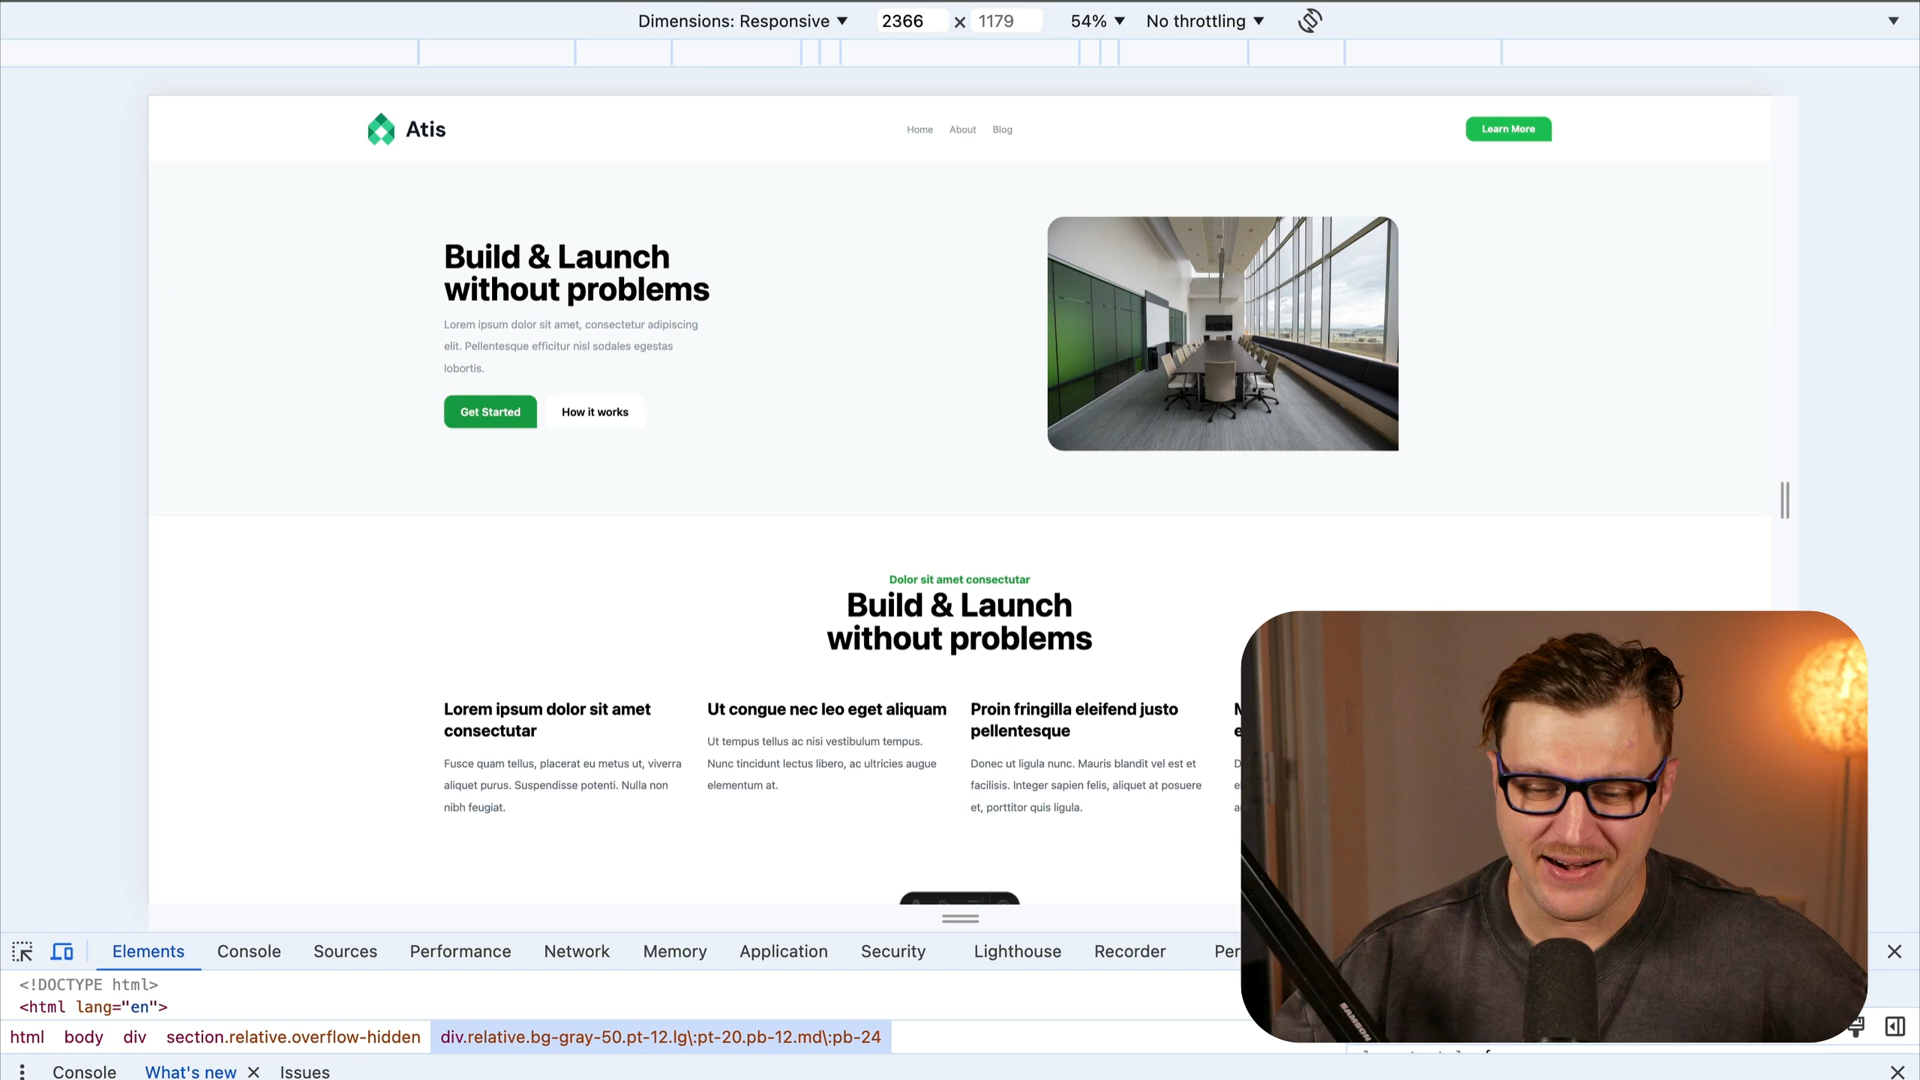 Dimensions: Responsive ▼ 2366 x 1179 54% ▼ No throttling ▼
Atis
Home About Blog
Learn More
Build & Launch
without problems
Lorem ipsum dolor sit amet, consectetur adipiscing
elit. Pellentesque efficitur nisl sodales egestas
lobortis.
Get Started How it works
Dolor sit amet consectutar
Build & Launch
without problems
Lorem ipsum dolor sit amet
consectutar
Fusce quam tellus, placerat eu metus ut, viverra
aliquet purus. Suspendisse potenti. Nulla non
nibh feugiat.
Ut congue nec leo eget aliquam
Ut tempus tellus ac nisi vestibulum tempus.
Nunc tincidunt lectus libero, ac ultricies augue
elementum at.
Proin fringilla eleifend justo
pellentesque
Donec ut ligula nunc. Mauris blandit vel est et
facilisis. Integer sapien felis, aliquet at posuere
et, porttitor quis ligula.
SAMSON
Elements Console Sources Performance Network Memory Application Security Lighthouse Recorder Per
<!DOCTYPE html>
<html lang="en">
html body div section.relative.overflow-hidden div.relative.bg-gray-50.pt-12.lg\:pt-20.pb-12.md\:pb-24
Console What's new Issues